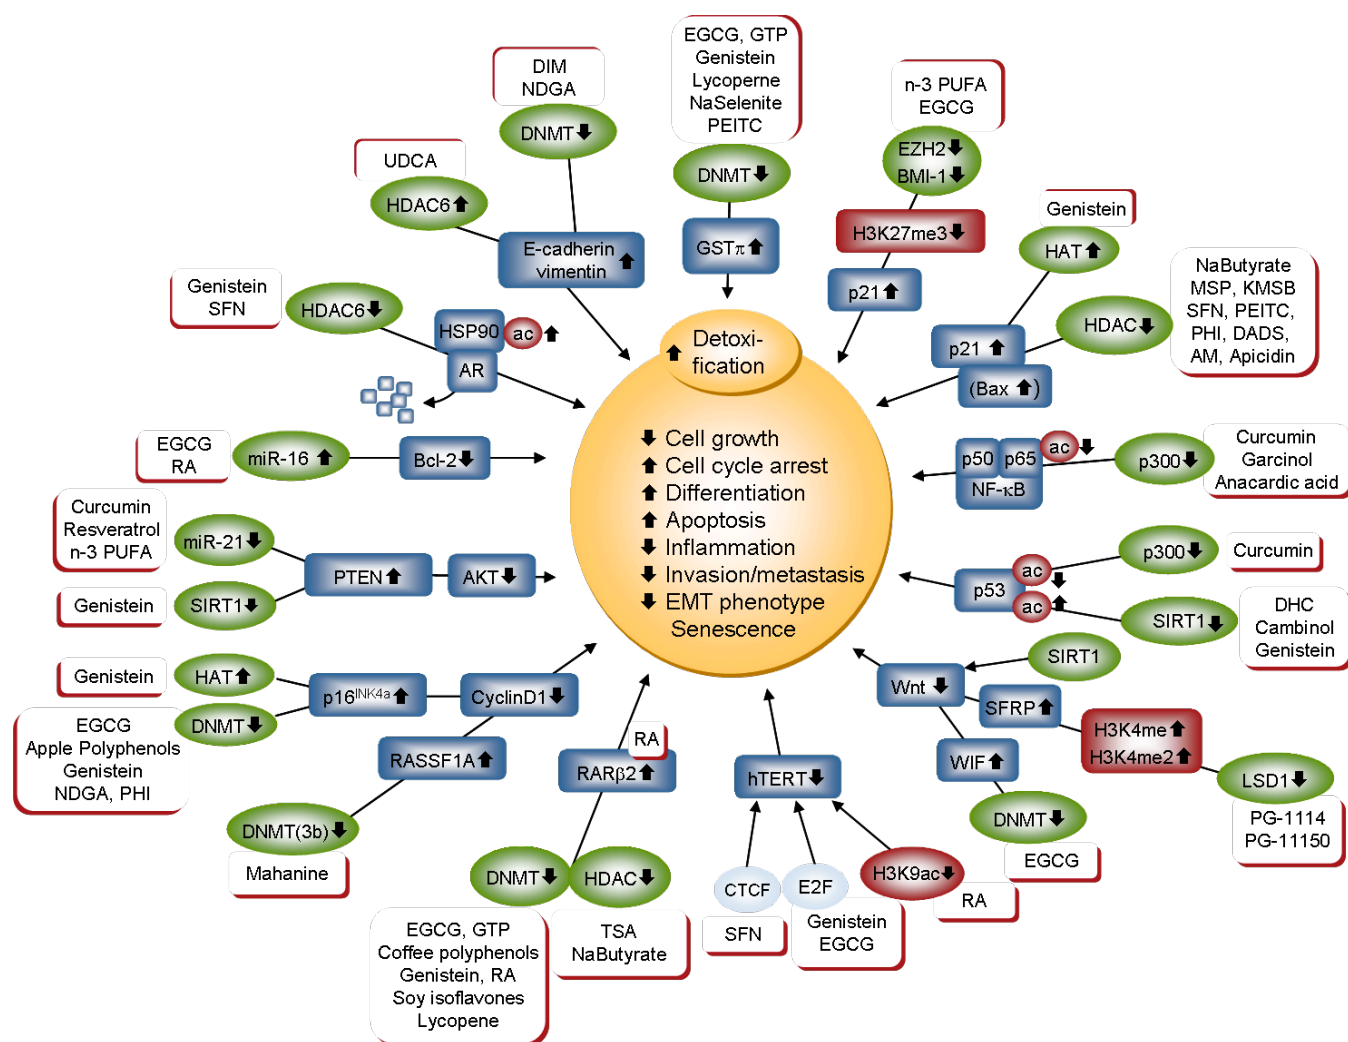 EGCG, GTP
Genistein
Lycoperne
NaSelenite
PEITC
DNMT
GSTπ
DIM
NDGA
DNMT
UDCA
HDAC6
E-cadherin
vimentin
n-3 PUFA
EGCG
EZH2
BMI-1
H3K27me3
p21
Genistein
HAT
NaButyrate
MSP, KMSB
SFN, PEITC,
PHI, DADS,
AM, Apicidin
HDAC
p21
(Bax )
Genistein
SFN
HDAC6
HSP90
ac
AR
Detoxi-
fication
Cell growth
Cell cycle arrest
Differentiation
Apoptosis
Inflammation
Invasion/metastasis
EMT phenotype
Senescence
EGCG
RA
miR-16
Bcl-2
p50
p65
ac
NF-κB
p300
Curcumin
Garcinol
Anacardic acid
Curcumin
Resveratrol
n-3 PUFA
miR-21
PTEN
AKT
Genistein
SIRT1
p53
ac
ac
p300
Curcumin
SIRT1
DHC
Cambinol
Genistein
Genistein
HAT
p16INK4a
CyclinD1
DNMT
EGCG
Apple Polyphenols
Genistein
NDGA, PHI
RASSF1A
DNMT(3b)
Mahanine
RA
RARβ2
DNMT
HDAC
EGCG, GTP
Coffee polyphenols
Genistein, RA
Soy isoflavones
Lycopene
TSA
NaButyrate
hTERT
CTCF
E2F
H3K9ac
SFN
Genistein
EGCG
RA
SIRT1
Wnt
SFRP
H3K4me
H3K4me2
WIF
LSD1
PG-1114
PG-11150
DNMT
EGCG